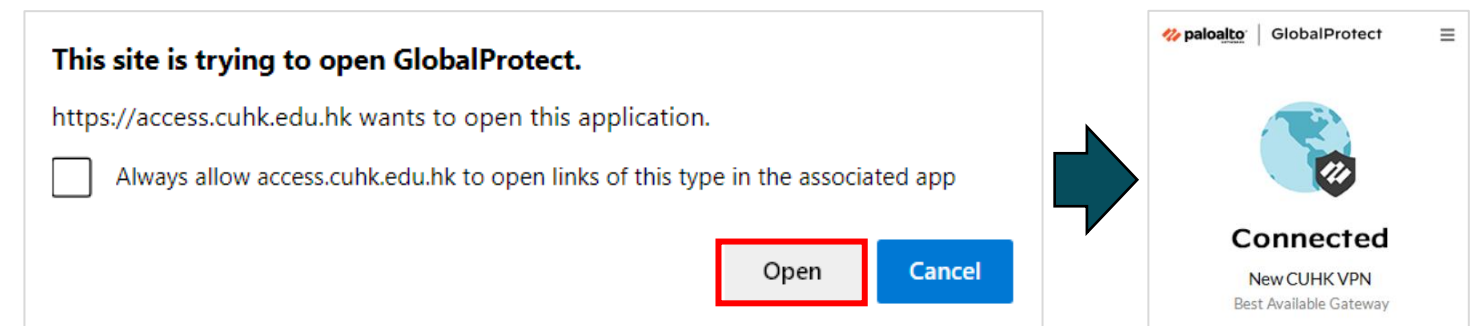 This site is trying to open GlobalProtect.
https://access.cuhk.edu.hk wants to open this application.
Always allow access.cuhk.edu.hk to open links of this type in the associated app
Open
Cancel
paloalto
NETWORKS
GlobalProtect
Connected
New CUHK VPN
Best Available Gateway